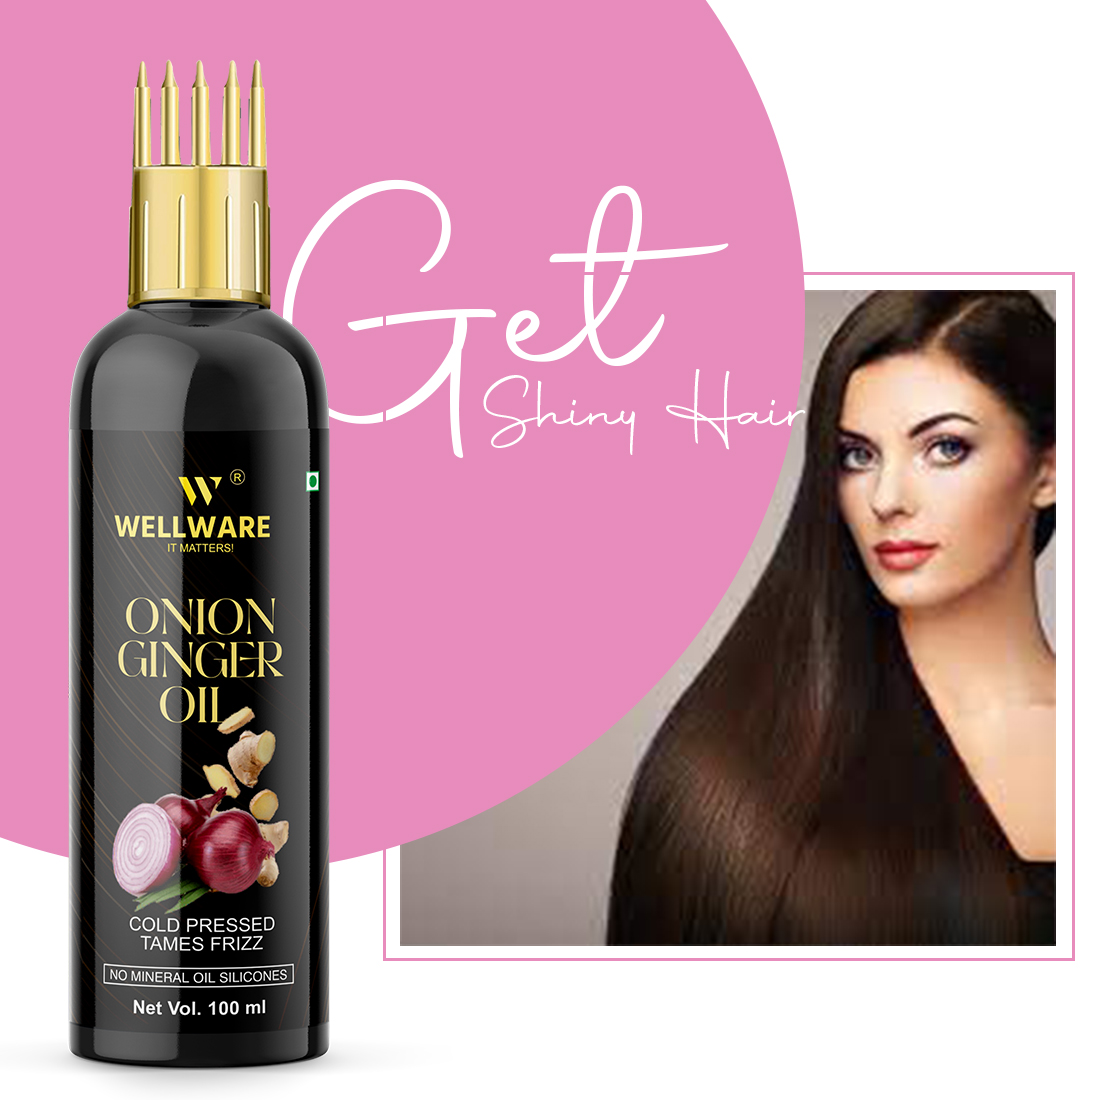 Get
Shiny Hair
W ®
WELLWARE
IT MATTERS!
ONION
GINGER
OIL
COLD PRESSED
TAMES FRIZZ
NO MINERAL OIL SILICONES
Net Vol. 100 ml